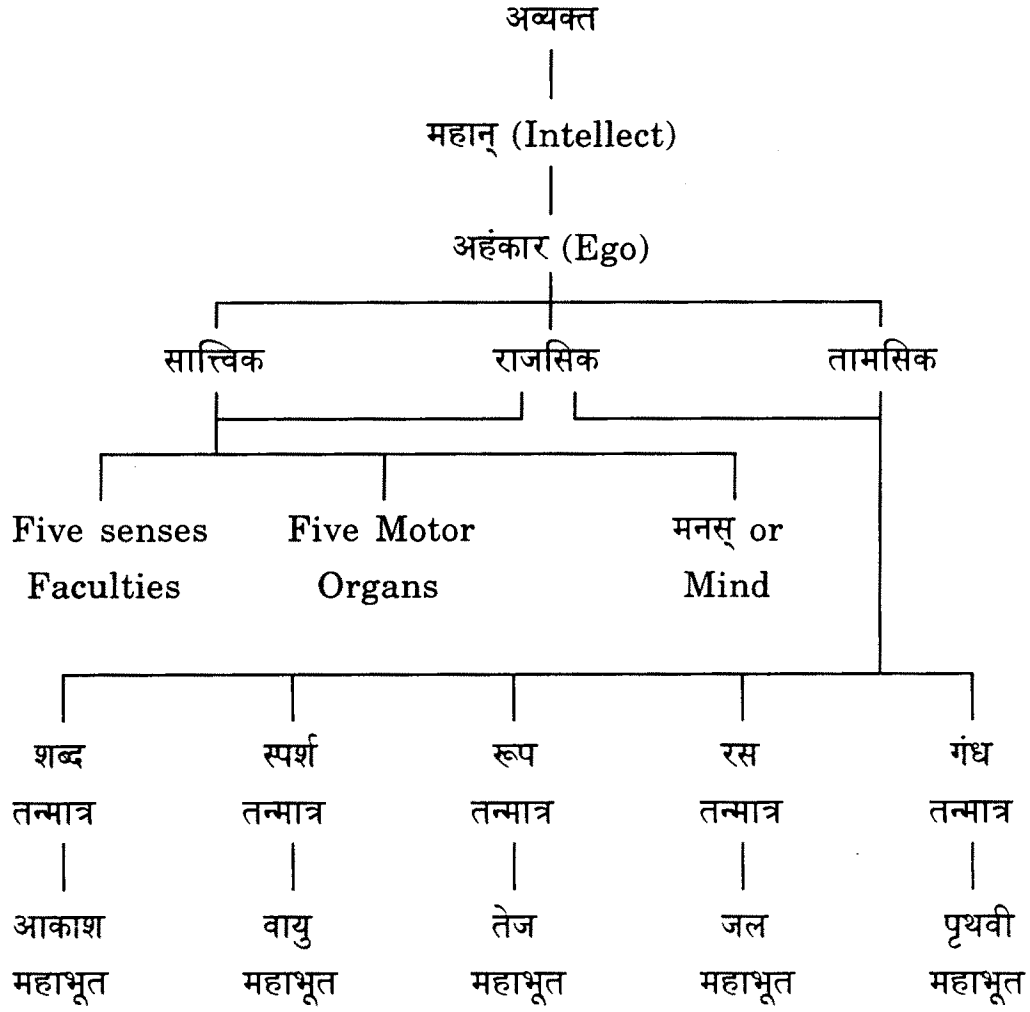 अव्यक्त
महान् (Intellect)
अहंकार (Ego)
सात्त्विक राजसिक तामसिक
Five senses Five Motor मनस् or
Faculties Organs Mind
शब्द स्पर्श रूप रस गंध
तन्मात्र तन्मात्र तन्मात्र तन्मात्र तन्मात्र
आकाश वायु तेज जल पृथवी
महाभूत महाभूत महाभूत महाभूत महाभूत